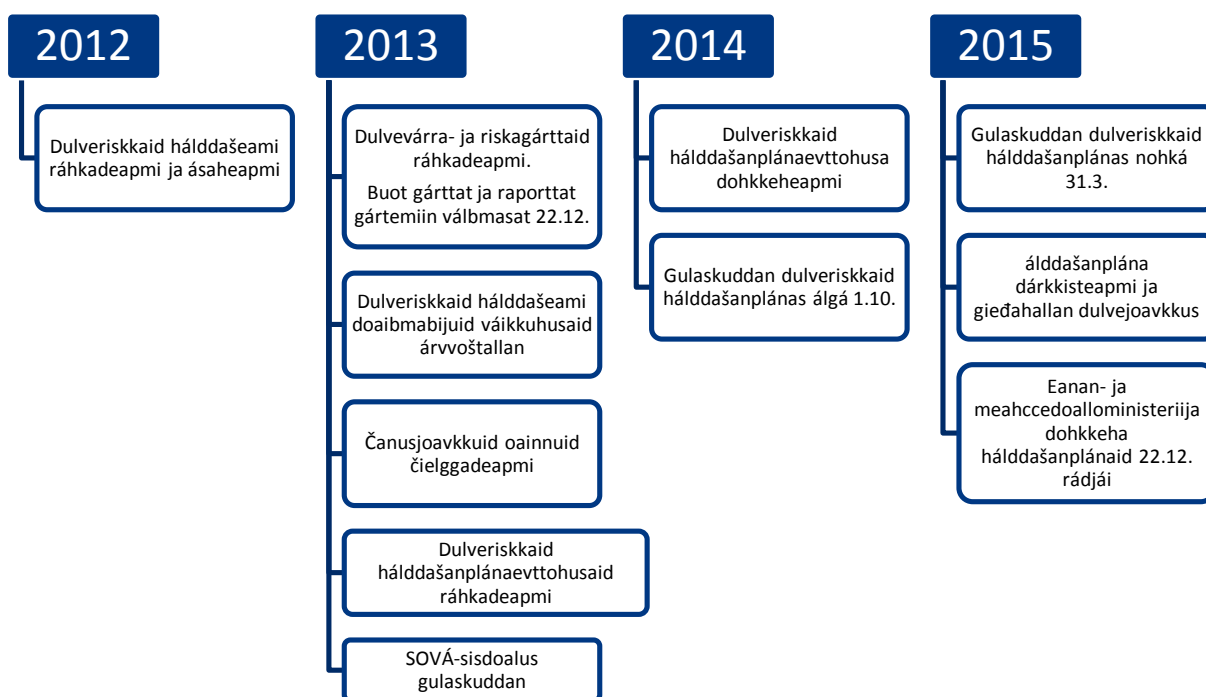 2012
Dulveriskkaid hálddašeami
ráhkadeapmi ja ásaheapmi
2013
Dulvevárra- ja riskagárttaid
ráhkadeapmi.
Buot gárttat ja raporttat
gártemiin válbmasat 22.12.
Dulveriskkaid hálddašeami
doaibmabijuid váikkuhusaid
árvvoštallan
Čanusjoavkkuid oainnuid
čielggadeapmi
Dulveriskkaid
hálddašanplánaevttohusaid
ráhkadeapmi
SOVÁ-sisdoalus
gulaskuddan
2014
Dulveriskkaid
hálddašanplánaevttohusa
dohkkeheapmi
Gulaskuddan dulveriskkaid
hálddašanplánas álgá 1.10.
2015
Gulaskuddan dulveriskkaid
hálddašanplánas nohká
31.3.
álddašanplána
dárkkisteapmi ja
gieđahallan dulvejoavkkus
Eanan- ja
meahccedoalloministeriija
dohkkeha
hálddašanplánaid 22.12.
rádjái